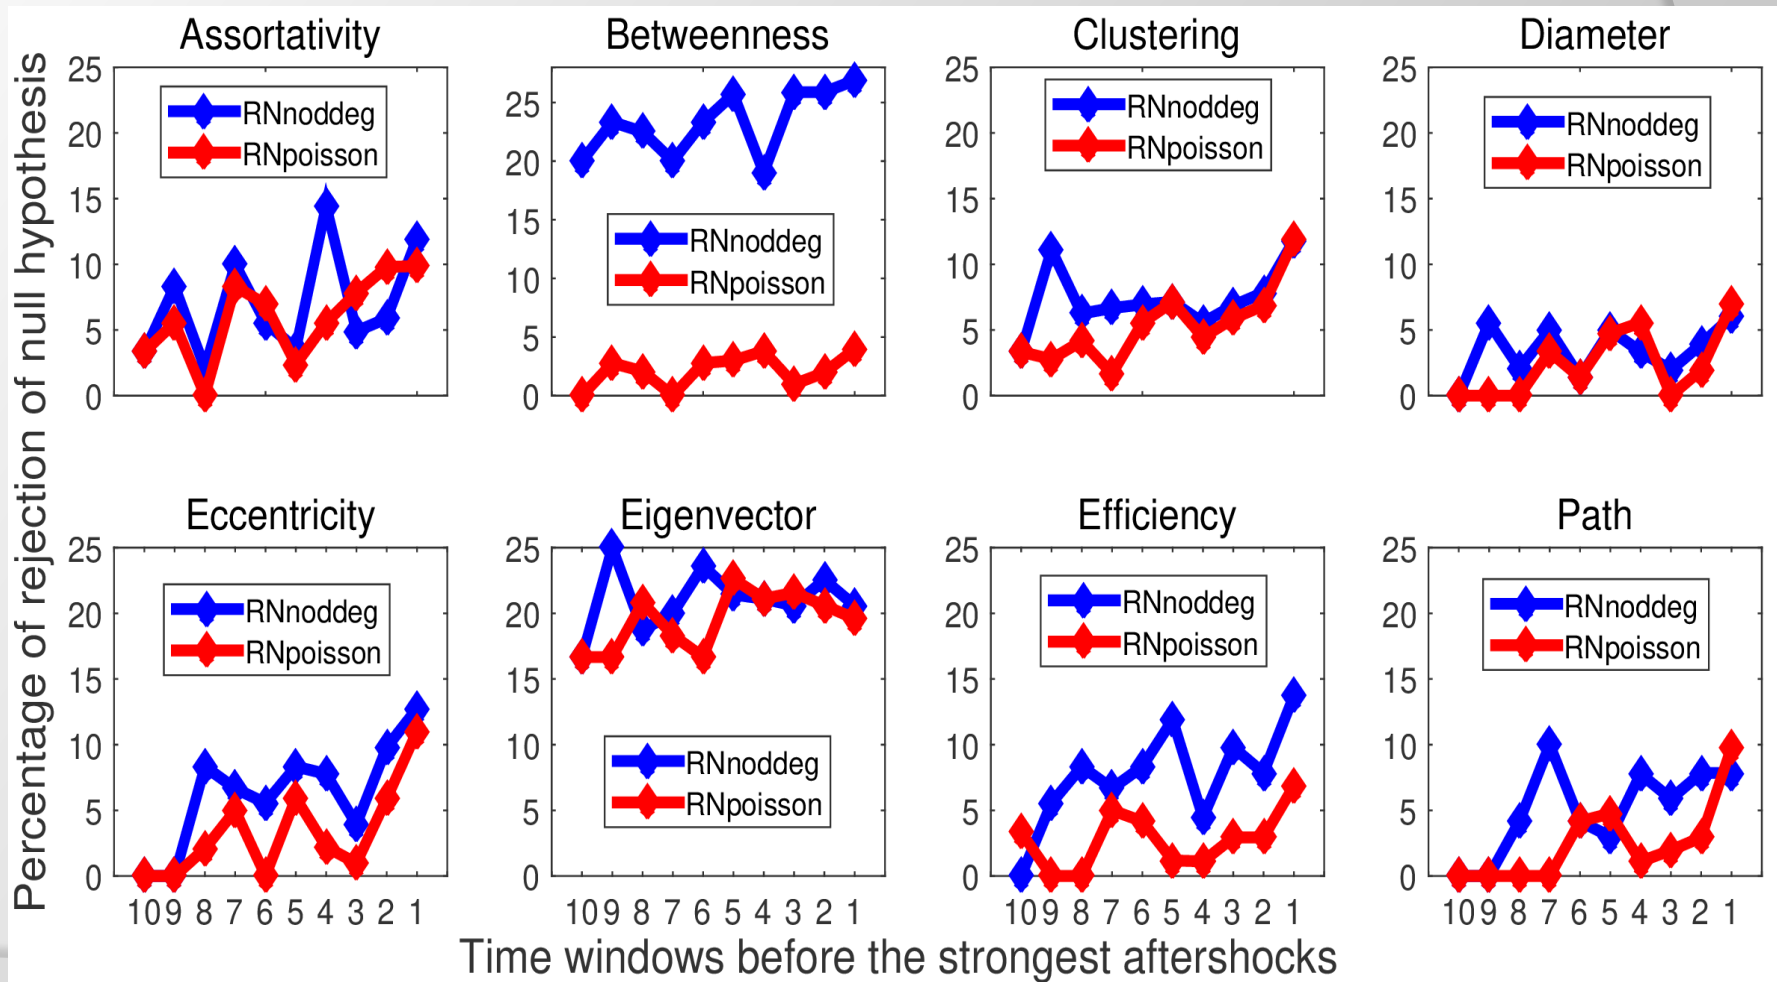 Percentage of rejection of null hypothesis
Assortativity
25
20
15
10
5
0
RNnoddeg
RNpoisson
Betweenness
25
20
15
10
5
0
RNnoddeg
RNpoisson
Clustering
25
20
15
10
5
0
RNnoddeg
RNpoisson
Diameter
25
20
15
10
5
0
RNnoddeg
RNpoisson
Eccentricity
25
20
15
10
5
0
RNnoddeg
RNpoisson
10 9 8 7 6 5 4 3 2 1
Eigenvector
25
20
15
10
5
0
RNnoddeg
RNpoisson
10 9 8 7 6 5 4 3 2 1
Efficiency
25
20
15
10
5
0
RNnoddeg
RNpoisson
10 9 8 7 6 5 4 3 2 1
Path
25
20
15
10
5
0
RNnoddeg
RNpoisson
10 9 8 7 6 5 4 3 2 1
Time windows before the strongest aftershocks